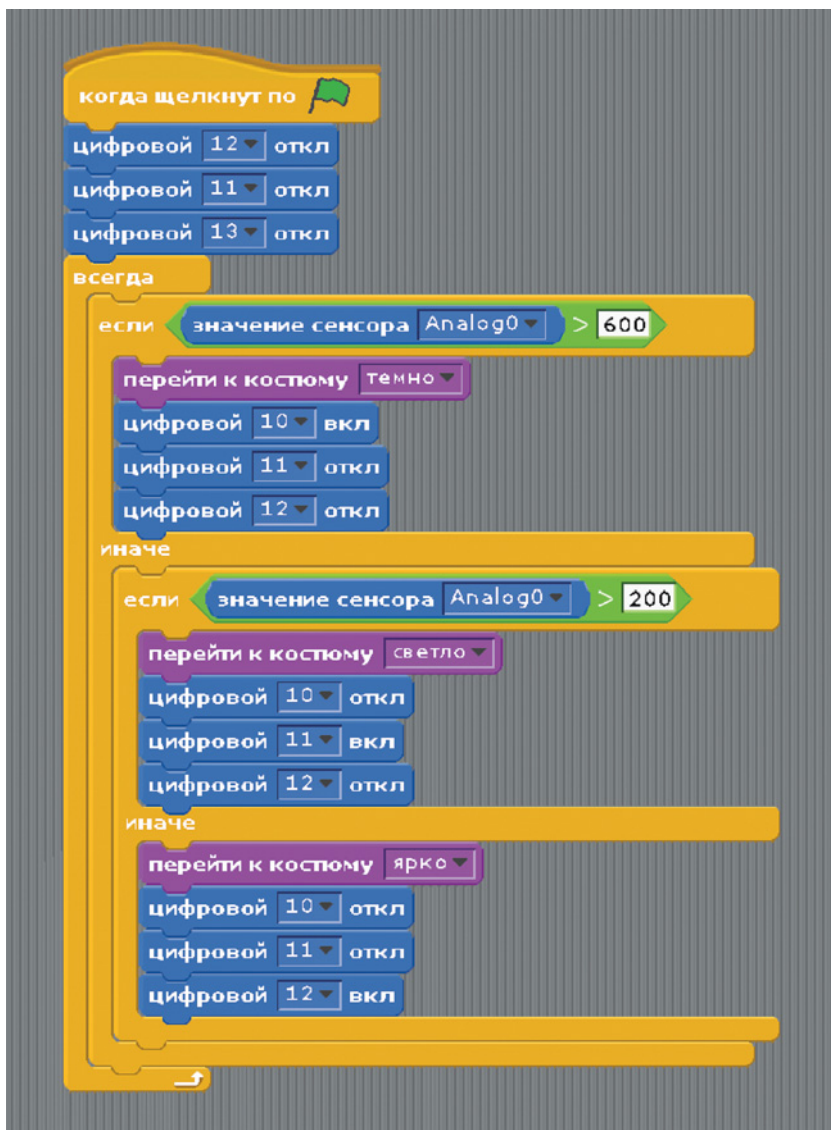 когда щелкнут по
цифровой 12 откл
цифровой 11 откл
цифровой 13 откл
всегда
если значение сенсора Analog0 > 600
перейти к костюму темно
цифровой 10 вкл
цифровой 11 откл
цифровой 12 откл
иначе
если значение сенсора Analog0 > 200
перейти к костюму светло
цифровой 10 откл
цифровой 11 вкл
цифровой 12 откл
иначе
перейти к костюму ярко
цифровой 10 откл
цифровой 11 откл
цифровой 12 вкл